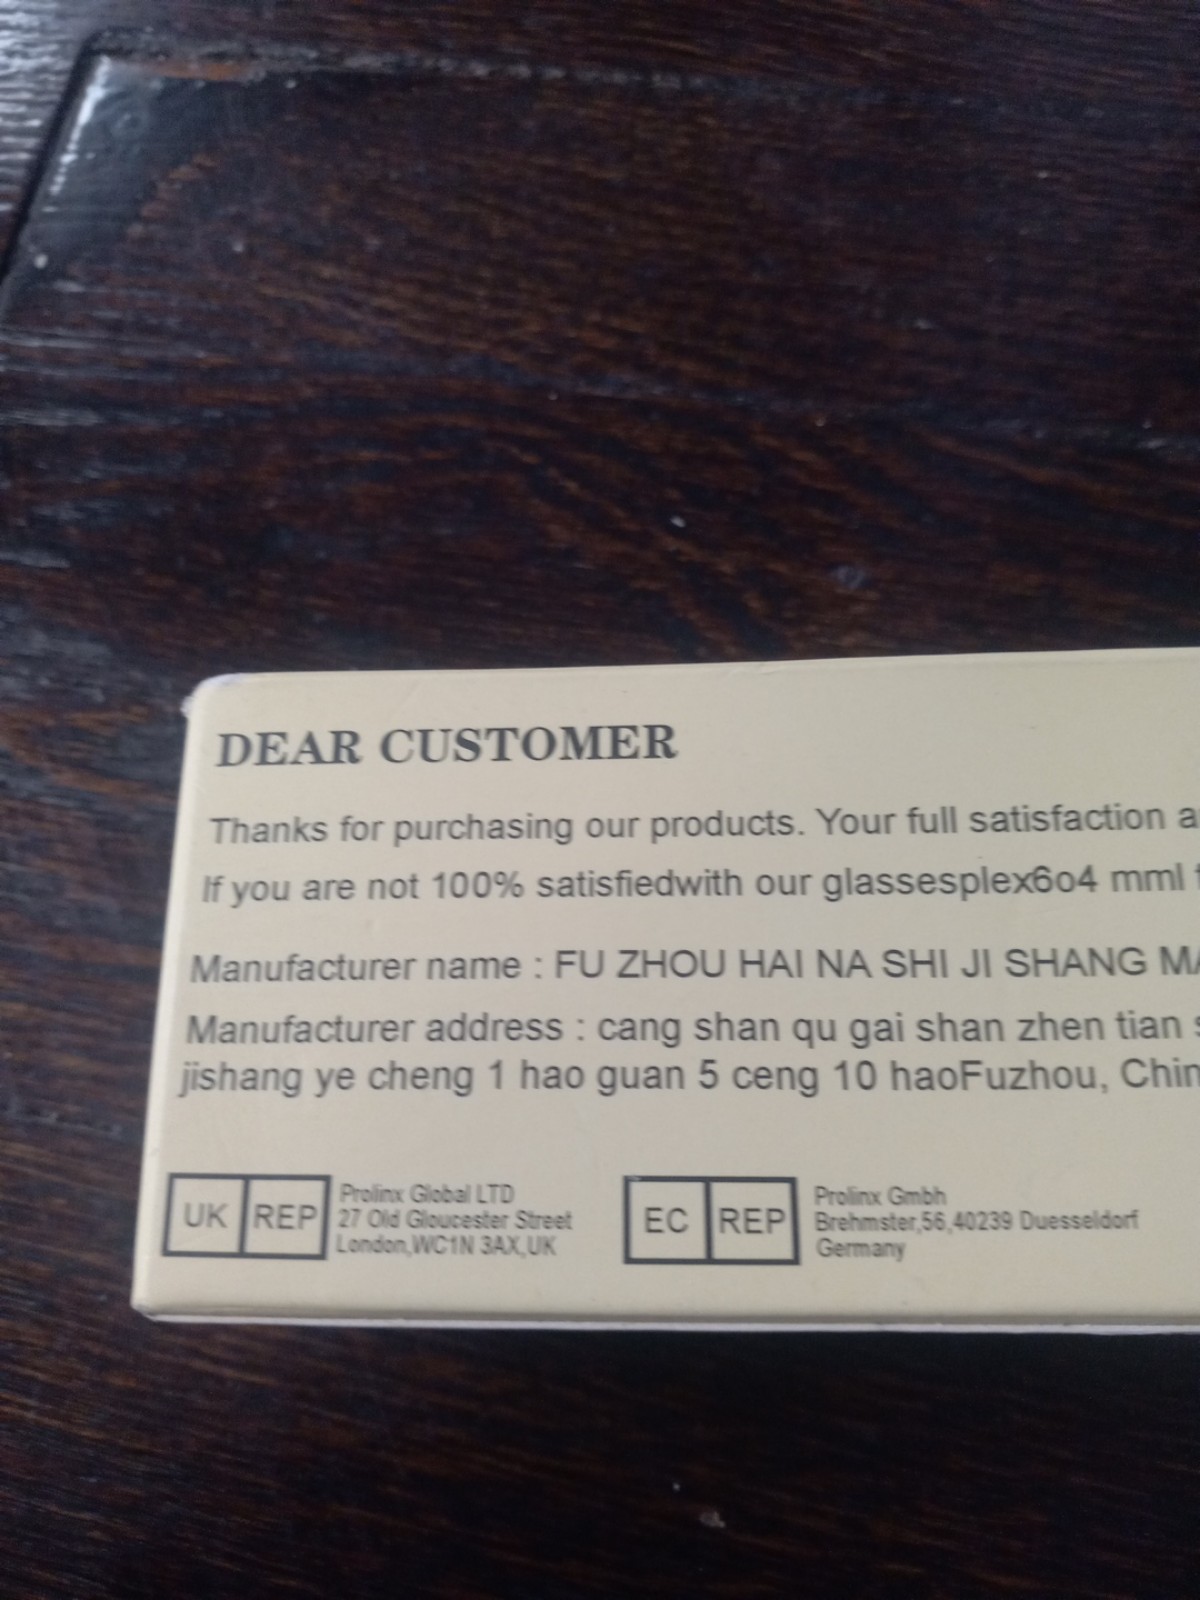 DEAR CUSTOMER
Thanks for purchasing our products. Your full satisfaction
If you are not 100% satisfiedwith our glassesplex6o4 mml
Manufacturer name : FU ZHOU HAI NA SHI JI SHANG
Manufacturer address : cang shan qu gai shan zhen tian
jishang ye cheng 1 hao guan 5 ceng 10 haoFuzhou,
UK REP
Prolinx Global LTD
27 Old Gloucester Street
London,WC1N 3AX,UK
EC REP
Prolinx Gmbh
Brehmster,56,40239 Duesseldorf
Germany